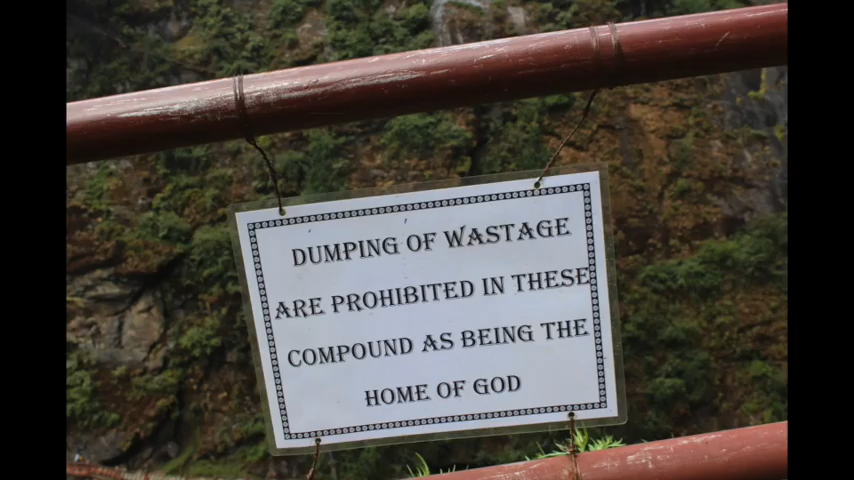 DUMPING OF WASTAGE
ARE PROHIBITED IN THESE
COMPOUND AS BEING THE
HOME OF GOD